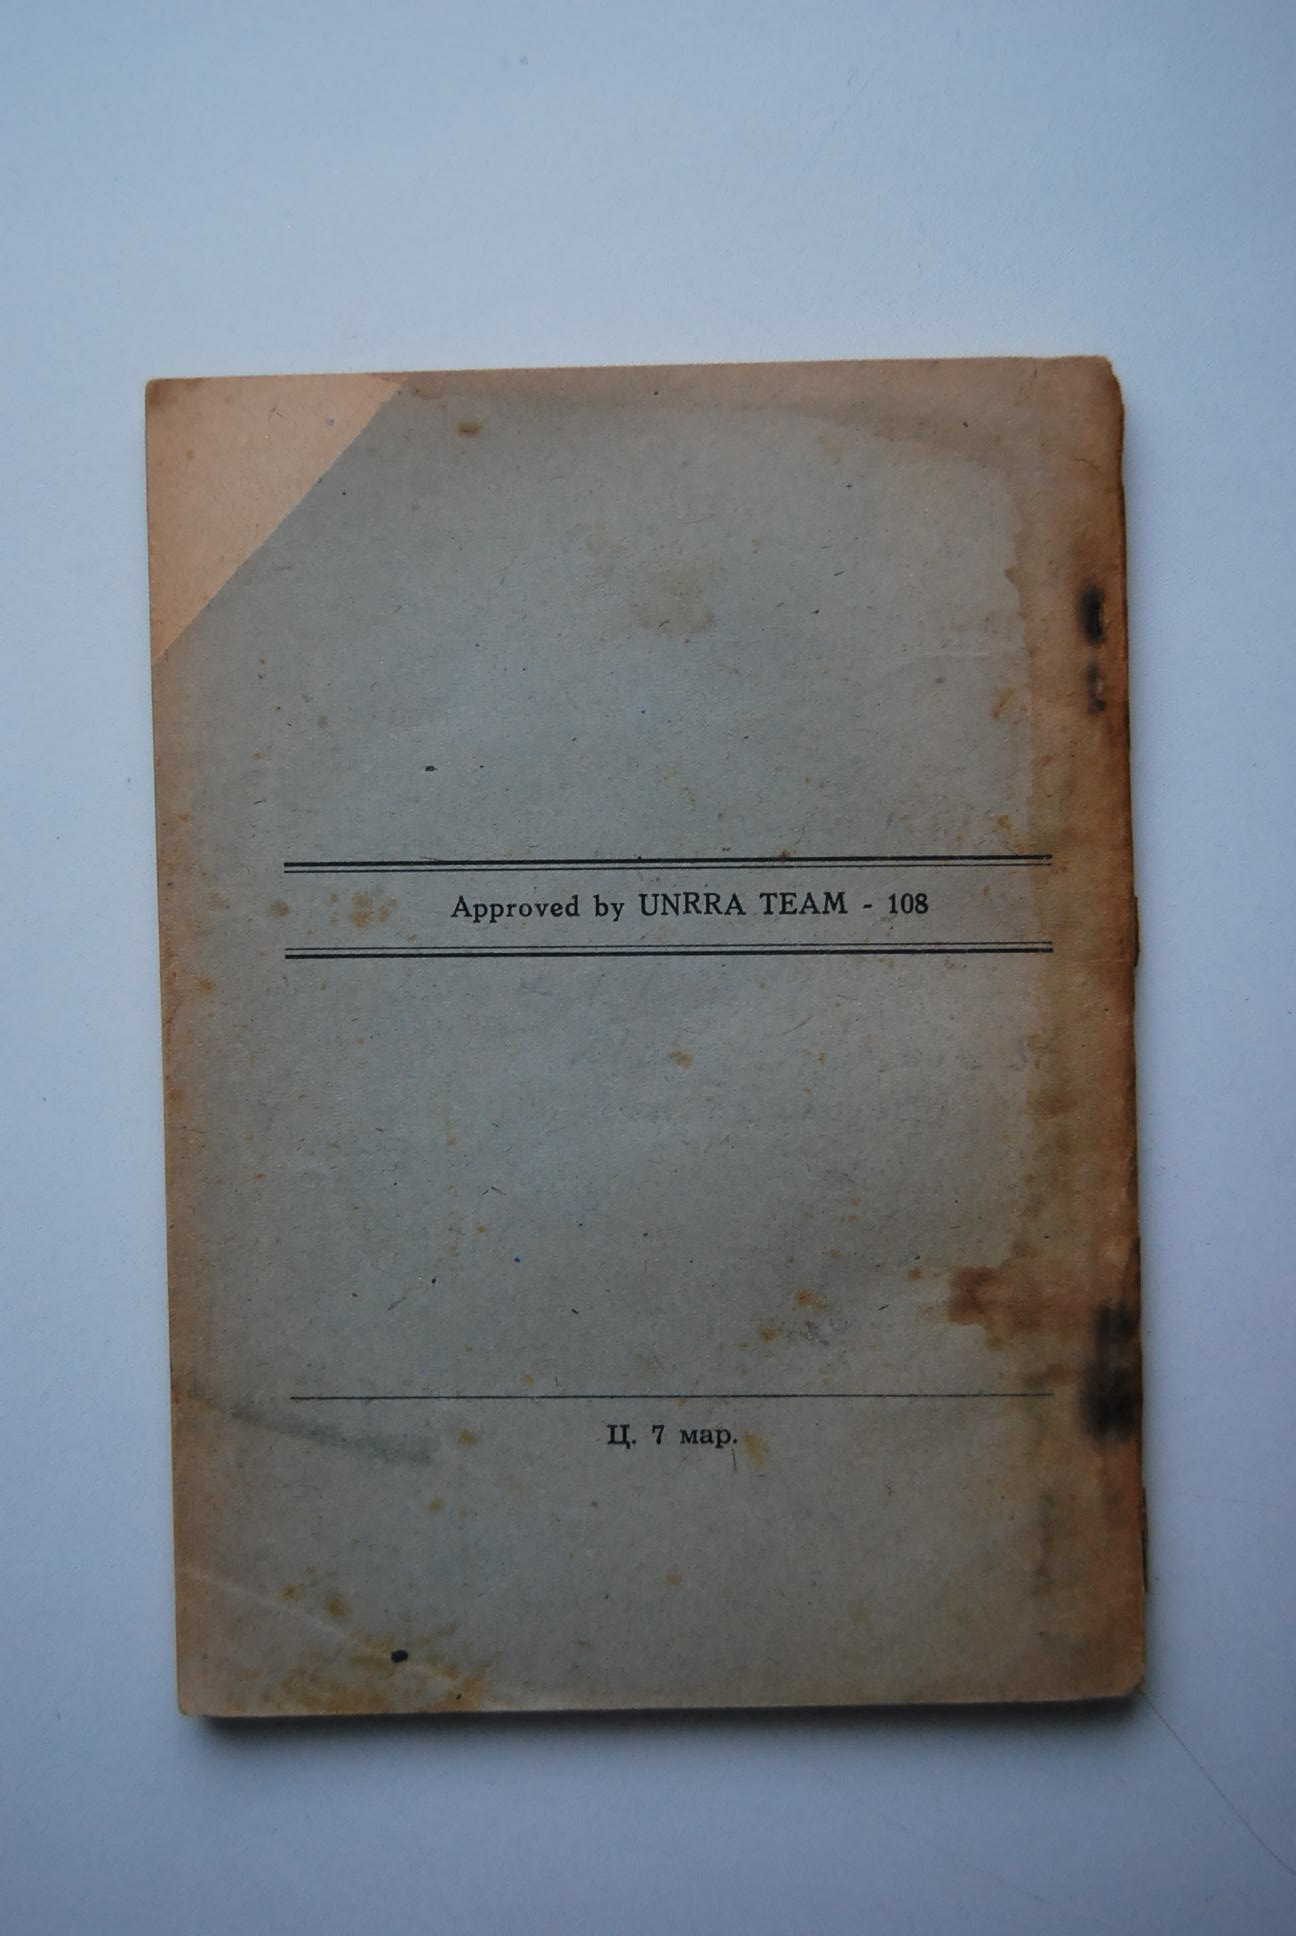 Approved by UNRRA TEAM - 108
Ц. 7 мар.